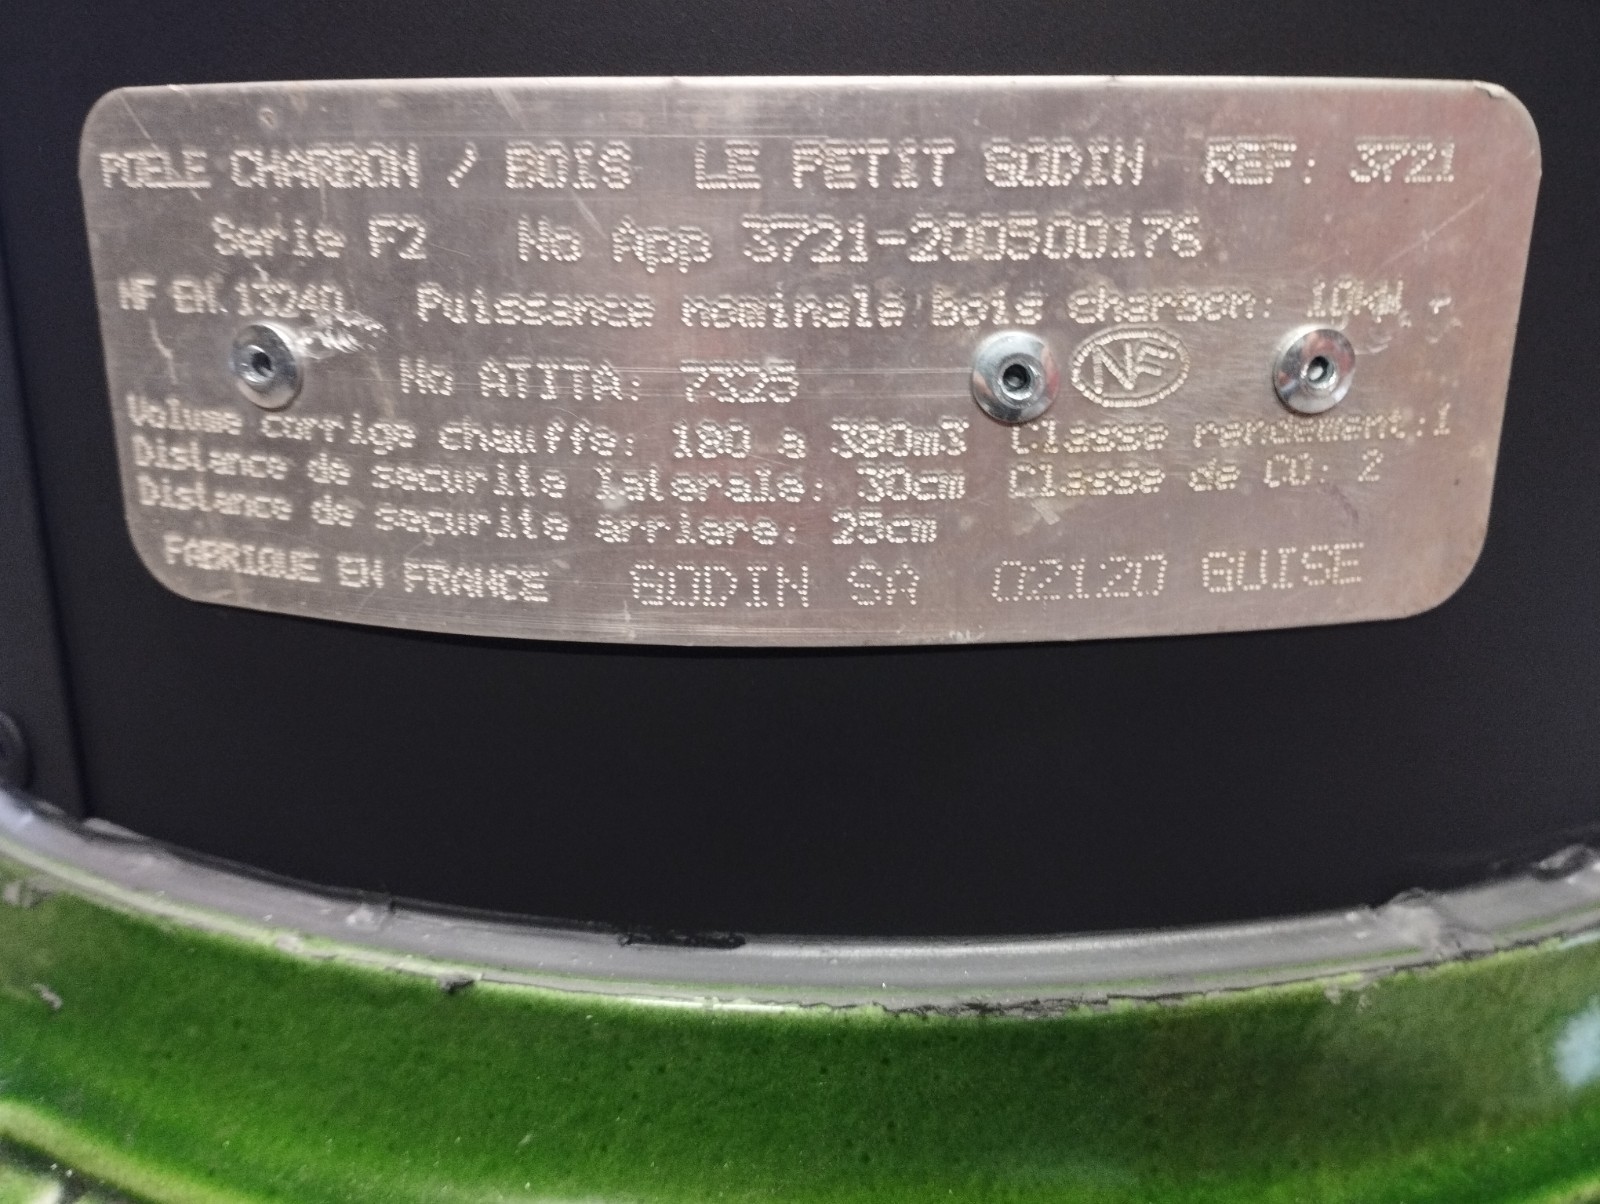 POELE CHARBON / BOIS LE PETIT GODIN REF: 3721
Serie F2 No App 3721-200500176
NF EN 13240 Puissance nominale bois charbon: 10kW
NF
No ATITA: 7325
Volume corrige chauffe: 180 a 380m3 Classe rendement:1
Distance de securite laterale: 30cm Classe de CO: 2
Distance de securite arriere: 25cm
FABRIQUE EN FRANCE GODIN SA 02120 GUISE